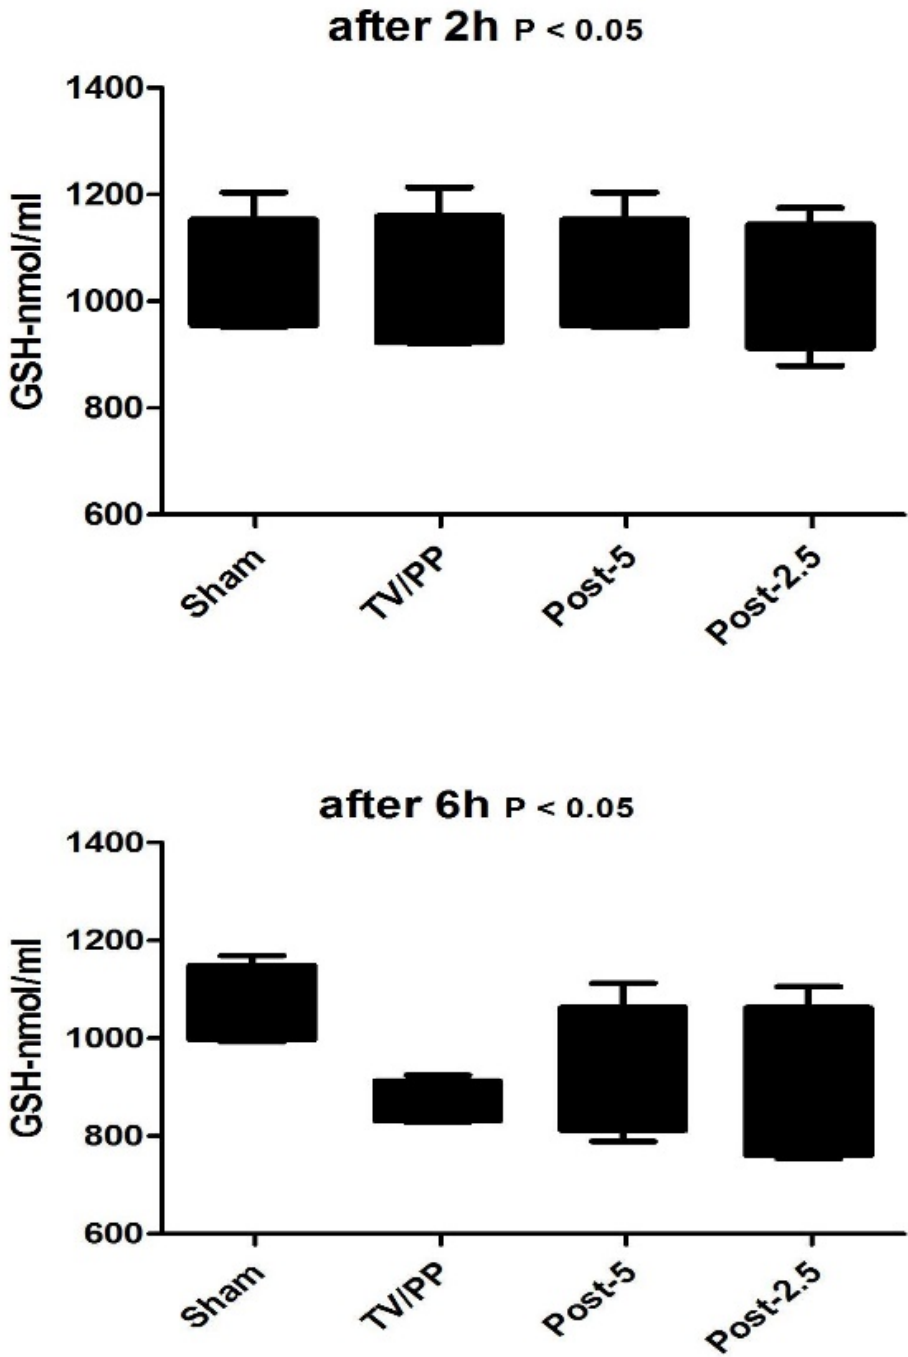 after 2h P < 0.05
1400
1200
1000
800
600
GSH-nmol/ml
Sham
TV/PP
Post-5
Post-2.5
after 6h P < 0.05
1400
1200
1000
800
600
GSH-nmol/ml
Sham
TV/PP
Post-5
Post-2.5